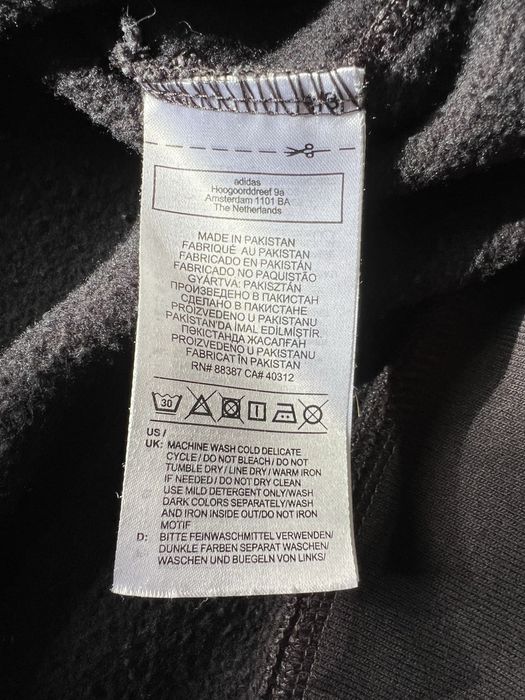 adidas
Hoogoorddreef 9a
Amsterdam 1101 BA
The Netherlands
MADE IN PAKISTAN
FABRIQUÉ AU PAKISTAN
FABRICADO EN PAKISTÁN
FABRICADO NO PAQUISTÃO
GYÁRTVA: PAKISZTÁN
ПРОИЗВЕДЕНО В ПАКИСТАН
СДЕЛАНО В ПАКИСТАНЕ
PROIZVEDENO U PAKISTANU
PAKİSTAN'DA İMAL EDİLMİŞTİR.
ПӘКІСТАНДА ЖАСАЛҒАН
PROIZVEDENO U PAKISTANU
FABRICAT ÎN PAKISTAN
RN# 88387 CA# 40312
30
US /
UK: MACHINE WASH COLD DELICATE
CYCLE / DO NOT BLEACH / DO NOT
TUMBLE DRY / LINE DRY / WARM IRON
IF NEEDED / DO NOT DRY CLEAN
USE MILD DETERGENT ONLY/WASH
DARK COLORS SEPARATELY/WASH
AND IRON INSIDE OUT/DO NOT IRON
MOTIF
D: BITTE FEINWASCHMITTEL VERWENDEN/
DUNKLE FARBEN SEPARAT WASCHEN/
WASCHEN UND BUEGELN VON LINKS/